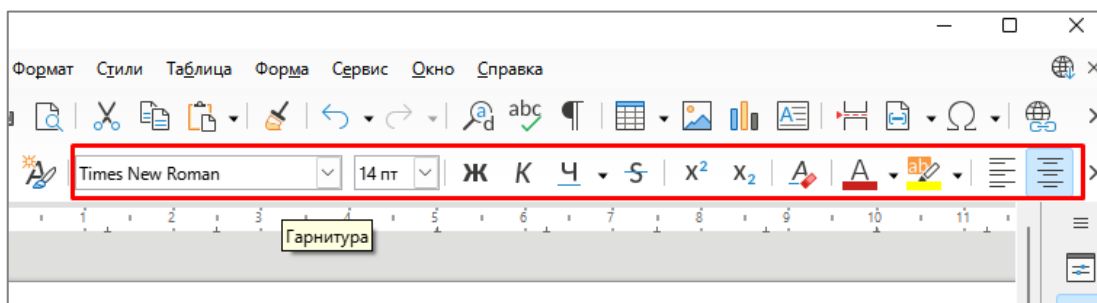 Формат Стили Таблица Форма Сервис Окно Справка
Times New Roman 14 пт Ж К Ч S X² X₂ A A ab
1 2 3 4 5 6 7 8 9 10 11
Гарнитура